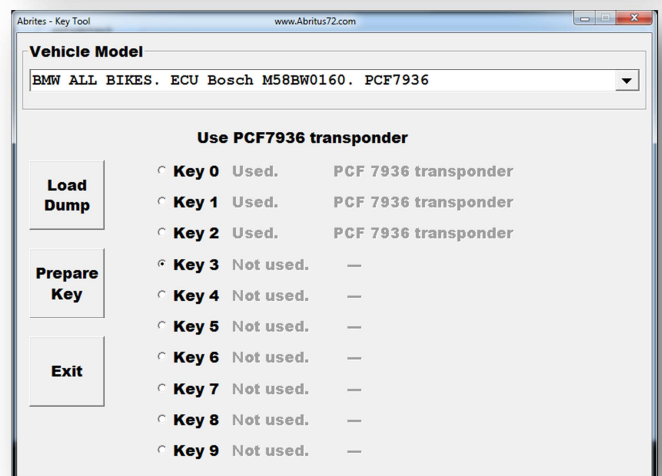 Abrites - Key Tool www.Abritus72.com
Vehicle Model
BMW ALL BIKES. ECU Bosch M58BW0160. PCF7936
Use PCF7936 transponder
Load Dump
Key 0 Used. PCF 7936 transponder
Key 1 Used. PCF 7936 transponder
Key 2 Used. PCF 7936 transponder
Prepare Key
Key 3 Not used. —
Key 4 Not used. —
Key 5 Not used. —
Exit
Key 6 Not used. —
Key 7 Not used. —
Key 8 Not used. —
Key 9 Not used. —